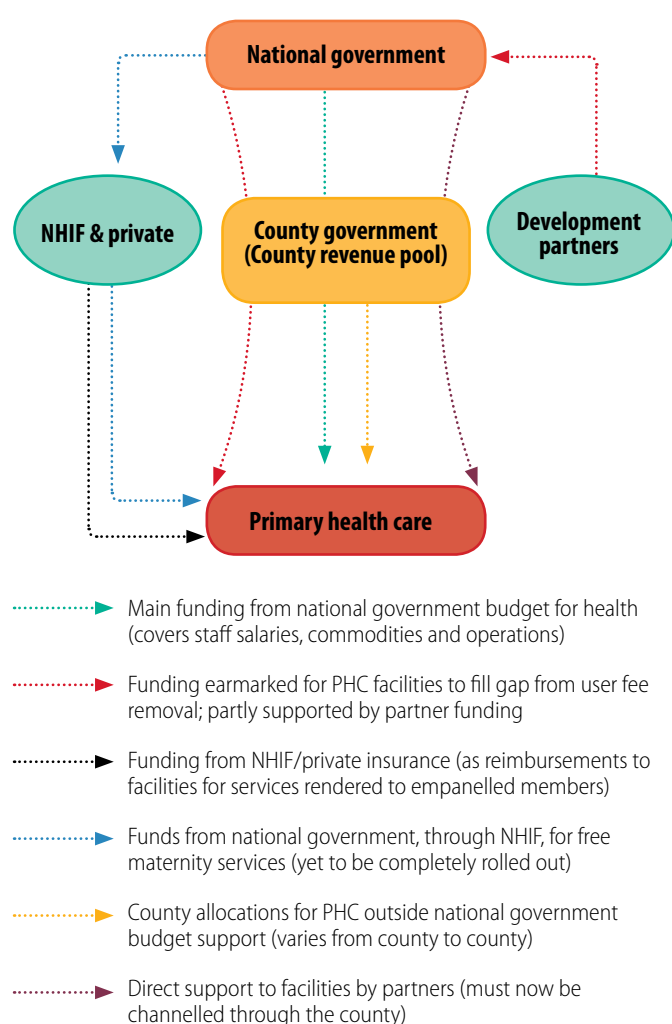 National government
NHIF & private
County government
(County revenue pool)
Development
partners
Primary health care
Main funding from national government budget for health
(covers staff salaries, commodities and operations)
Funding earmarked for PHC facilities to fill gap from user fee
removal; partly supported by partner funding
Funding from NHIF/private insurance (as reimbursements to
facilities for services rendered to empanelled members)
Funds from national government, through NHIF, for free
maternity services (yet to be completely rolled out)
County allocations for PHC outside national government
budget support (varies from county to county)
Direct support to facilities by partners (must now be
channelled through the county)